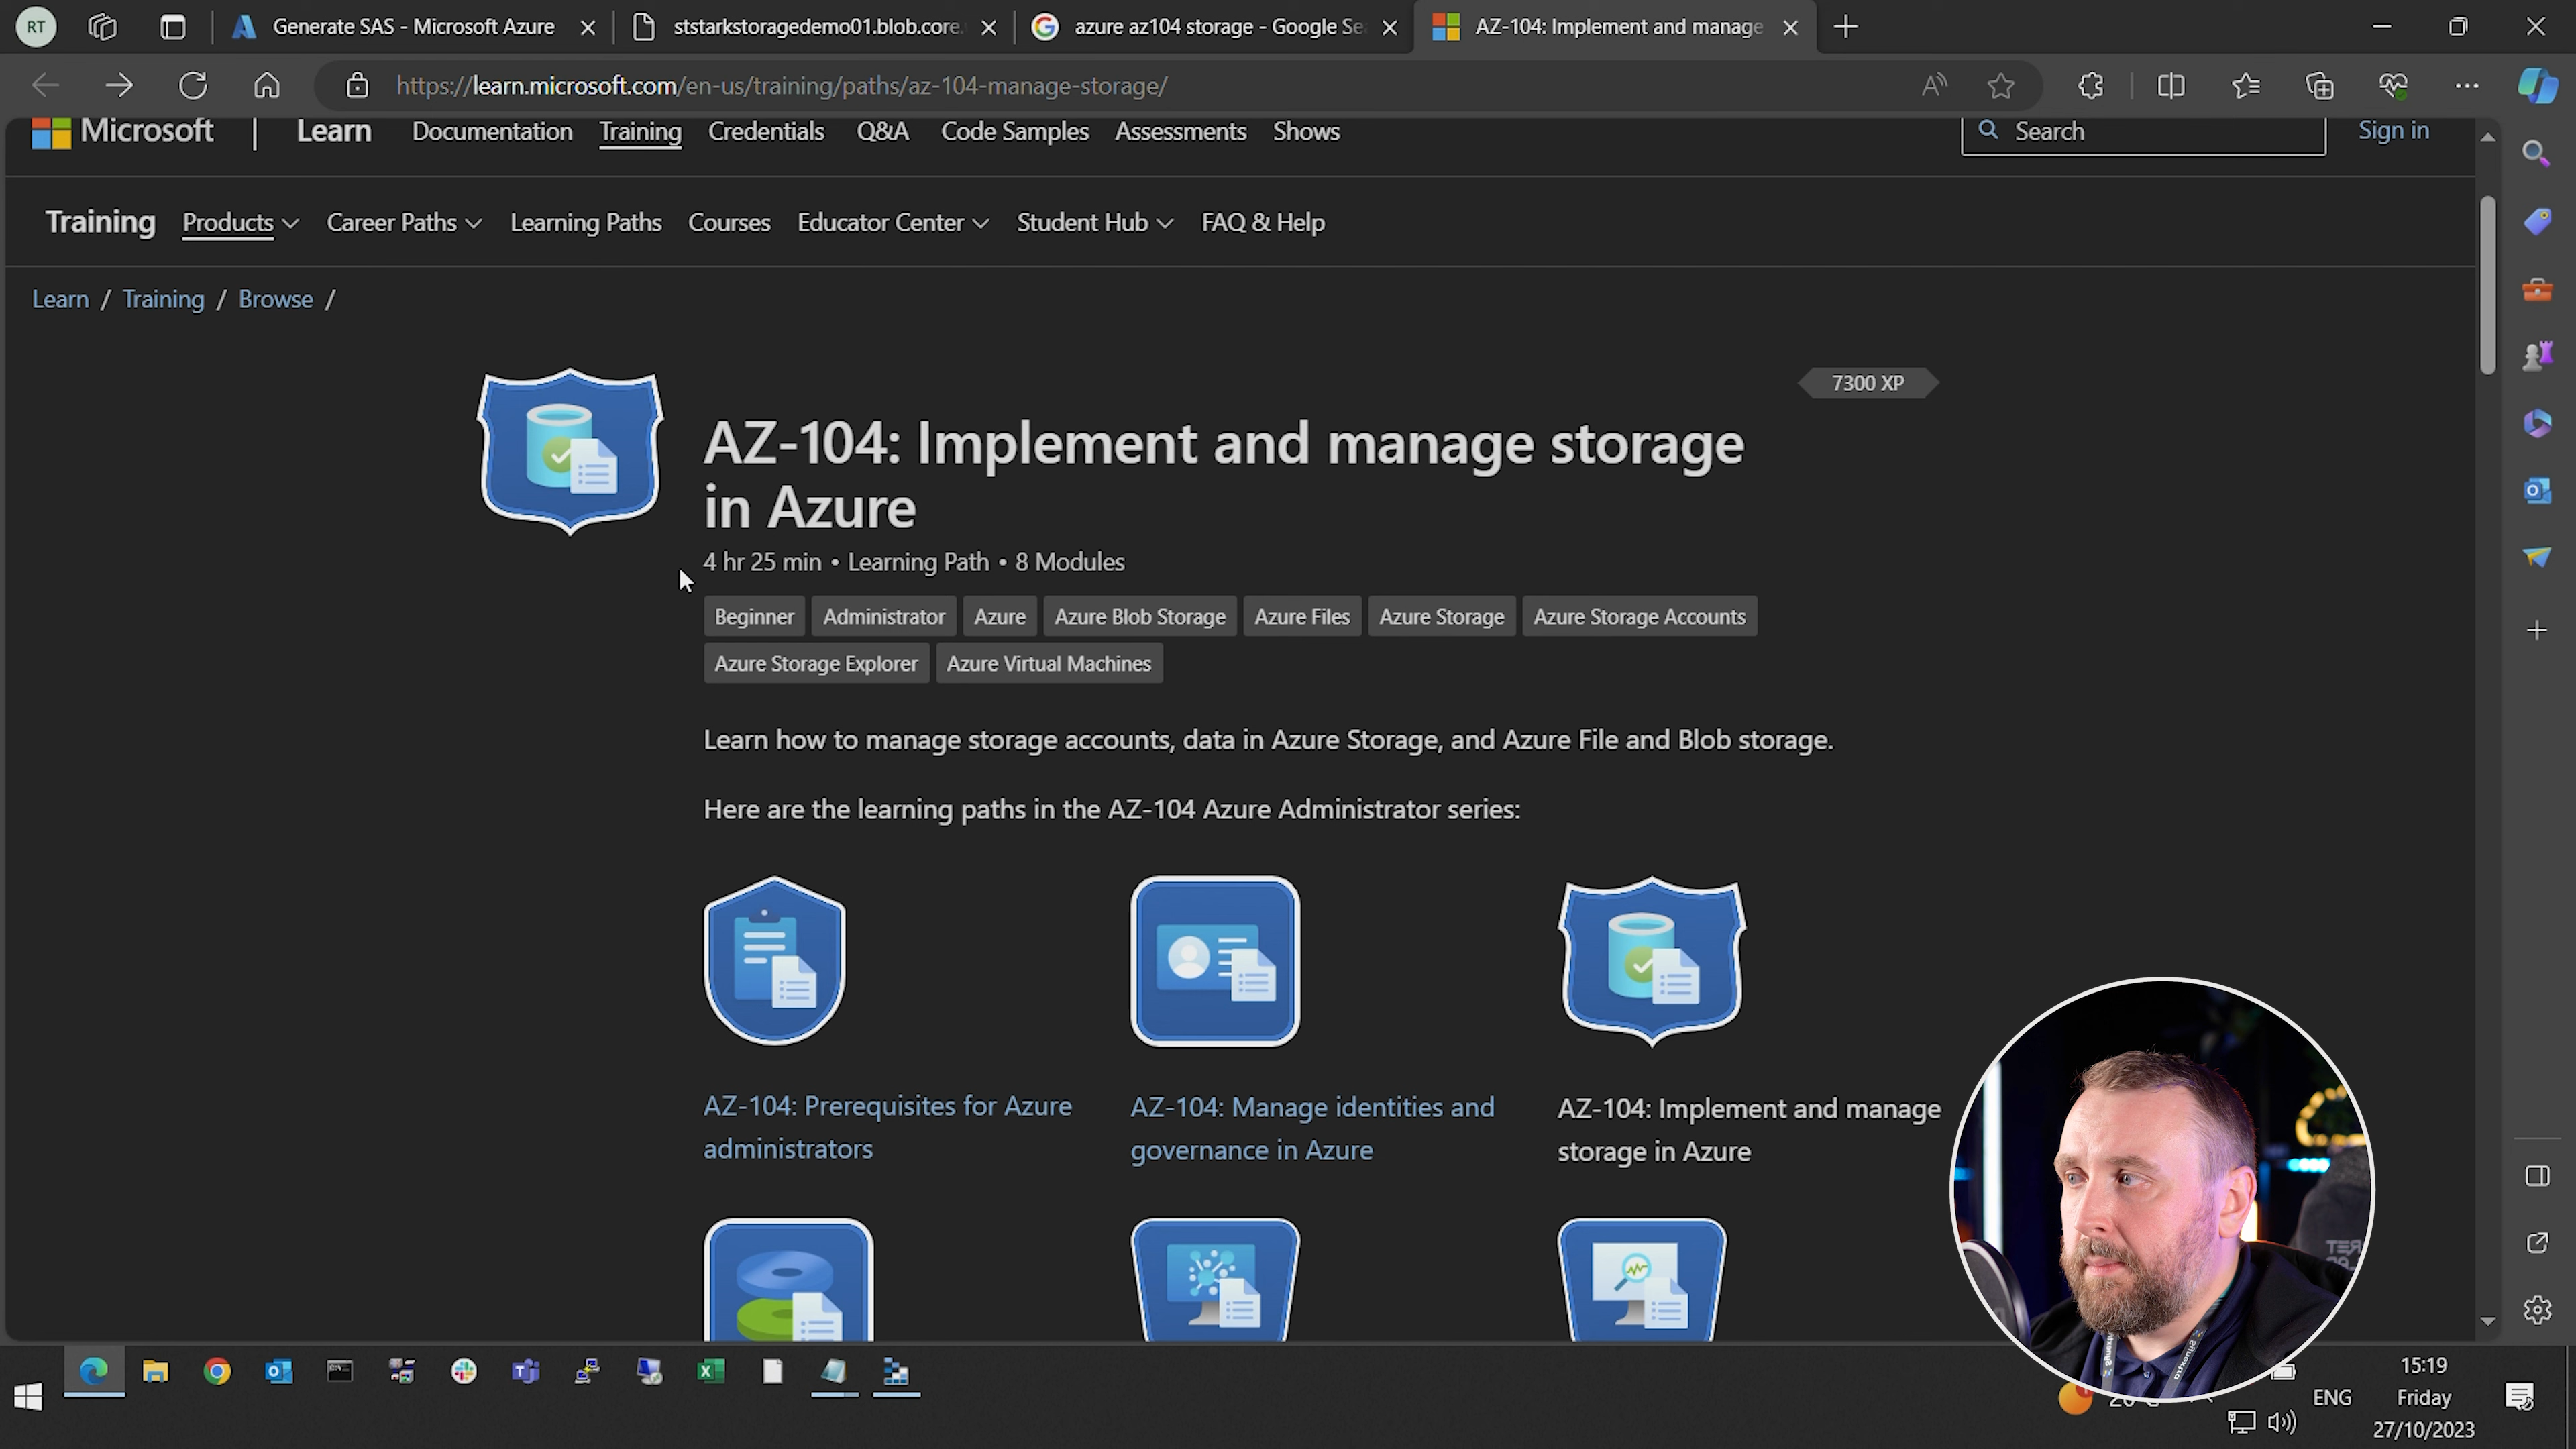 RT
Generate SAS - Microsoft Azure
ststarkstoragedemo01.blob.core.
azure az104 storage - Google Se
AZ-104: Implement and manage
https://learn.microsoft.com/en-us/training/paths/az-104-manage-storage/
Microsoft | Learn Documentation Training Credentials Q&A Code Samples Assessments Shows Search Sign in
Training Products Career Paths Learning Paths Courses Educator Center Student Hub FAQ & Help
Learn / Training / Browse /
7300 XP
AZ-104: Implement and manage storage
in Azure
4 hr 25 min • Learning Path • 8 Modules
Beginner Administrator Azure Azure Blob Storage Azure Files Azure Storage Azure Storage Accounts
Azure Storage Explorer Azure Virtual Machines
Learn how to manage storage accounts, data in Azure Storage, and Azure File and Blob storage.
Here are the learning paths in the AZ-104 Azure Administrator series:
AZ-104: Prerequisites for Azure
administrators
AZ-104: Manage identities and
governance in Azure
AZ-104: Implement and manage
storage in Azure
15:19
ENG
Friday
27/10/2023